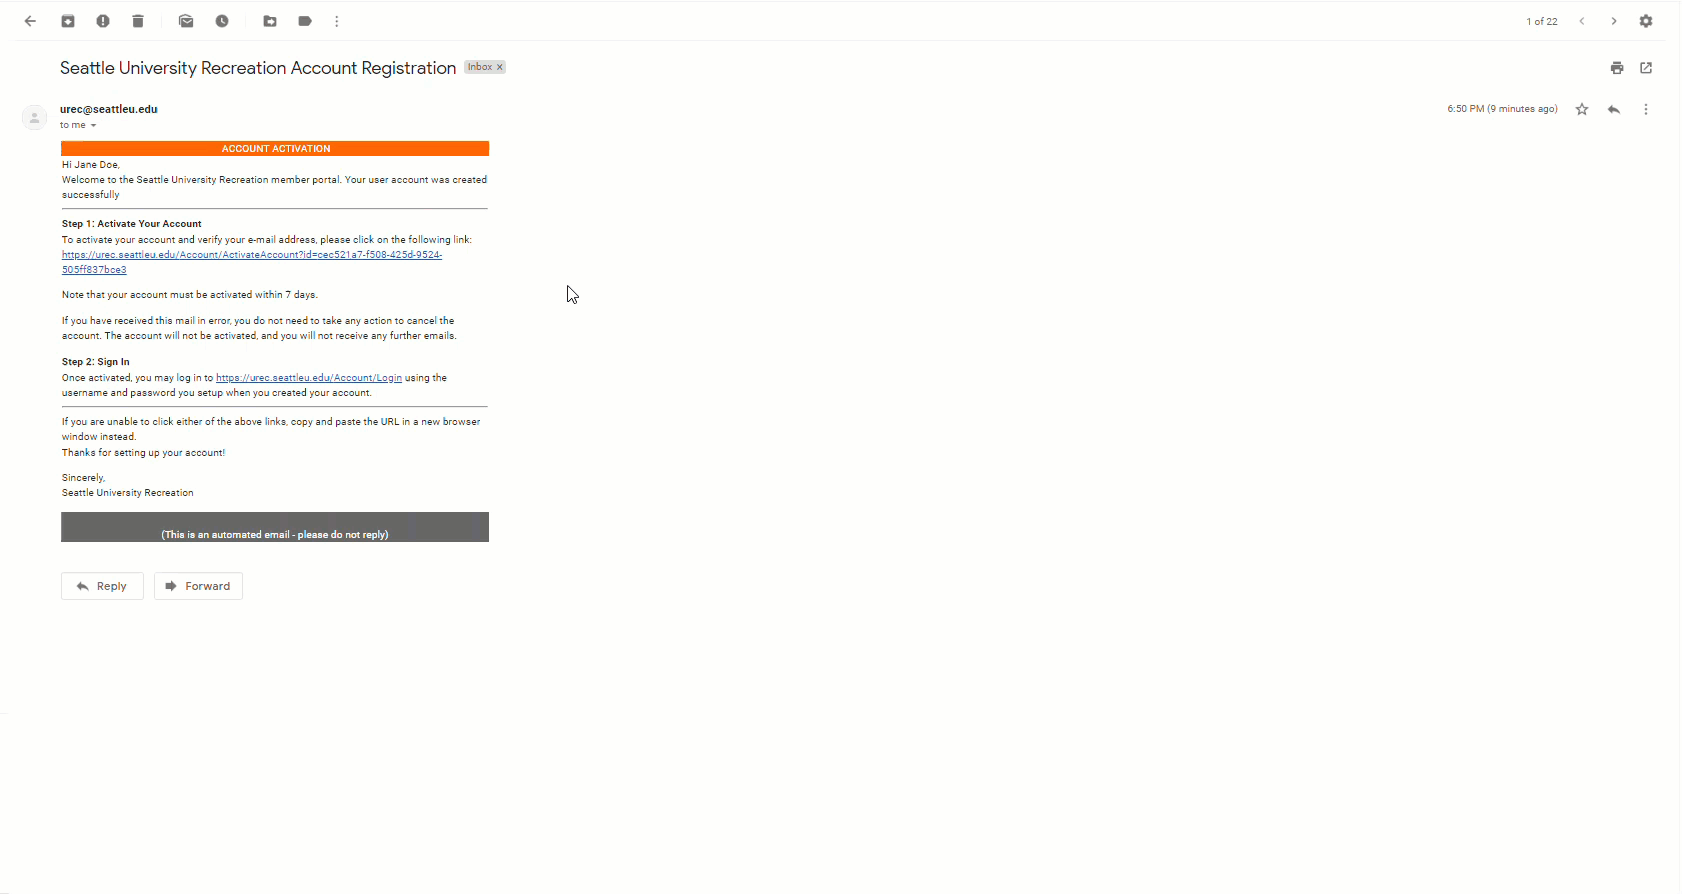 1 of 22
Seattle University Recreation Account Registration Inbox x
urec@seattleu.edu 6:50 PM (9 minutes ago)
to me
ACCOUNT ACTIVATION
Hi Jane Doe,
Welcome to the Seattle University Recreation member portal. Your user account was created
successfully
Step 1: Activate Your Account
To activate your account and verify your e-mail address, please click on the following link:
https://urec.seattleu.edu/Account/ActivateAccount?id=cec521a7-f508-425d-9524-
505ff837bce3
Note that your account must be activated within 7 days.
If you have received this mail in error, you do not need to take any action to cancel the
account. The account will not be activated, and you will not receive any further emails.
Step 2: Sign In
Once activated, you may log in to https://urec.seattleu.edu/Account/Login using the
username and password you setup when you created your account.
If you are unable to click either of the above links, copy and paste the URL in a new browser
window instead.
Thanks for setting up your account!
Sincerely,
Seattle University Recreation
(This is an automated email - please do not reply)
Reply Forward